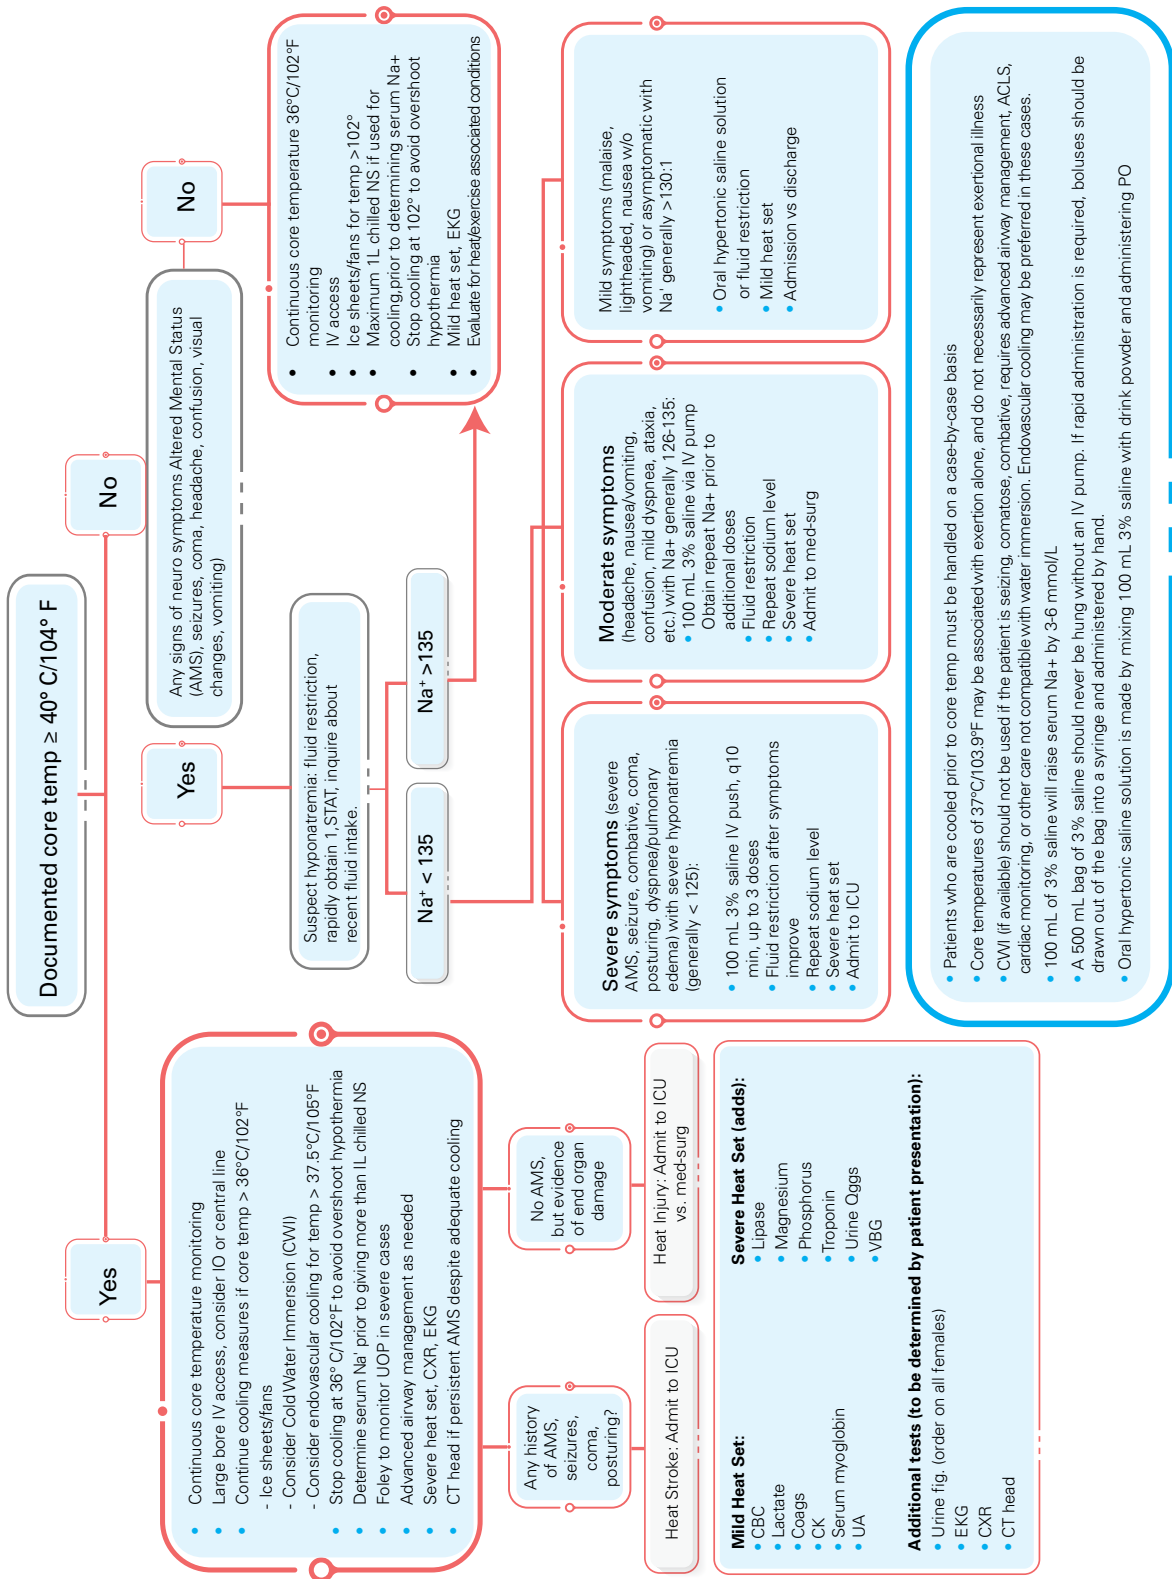 Documented core temp ≥ 40° C/104° F
Yes
Continuous core temperature monitoring
Large bore IV access, consider IO or central line
Continue cooling measures if core temp > 36°C/102°F
- Ice sheets/fans
- Consider Cold Water Immersion (CWI)
- Consider endovascular cooling for temp > 37.5°C/105°F
Stop cooling at 36° C/102°F to avoid overshoot hypothermia
Determine serum Na' prior to giving more than IL chilled NS
Foley to monitor UOP in severe cases
Advanced airway management as needed
Severe heat set, CXR, EKG
CT head if persistent AMS despite adequate cooling
Any history
of AMS,
seizures,
coma,
posturing?
Heat Stroke: Admit to ICU
No AMS,
but evidence
of end organ
damage
Heat Injury: Admit to ICU
vs. med-surg
No
Any signs of neuro symptoms Altered Mental Status
(AMS), seizures, coma, headache, confusion, visual
changes, vomiting)
Yes
Suspect hyponatremia: fluid restriction,
rapidly obtain 1,STAT, inquire about
recent fluid intake.
Na⁺ < 135
Na⁺ >135
No
• Continuous core temperature 36°C/102°F
monitoring
• IV access
• Ice sheets/fans for temp >102°
• Maximum 1L chilled NS if used for
cooling,prior to determining serum Na+
• Stop cooling at 102° to avoid overshoot
hypothermia
• Mild heat set, EKG
• Evaluate for heat/exercise associated conditions
Severe symptoms (severe
AMS, seizure, combative, coma,
posturing, dyspnea/pulmonary
edema) with severe hyponatremia
(generally < 125):
• 100 mL 3% saline IV push, q10
min, up to 3 doses
• Fluid restriction after symptoms
improve
• Repeat sodium level
• Severe heat set
• Admit to ICU
Moderate symptoms
(headache, nausea/vomiting,
confusion, mild dyspnea, ataxia,
etc.) with Na+ generally 126-135:
• 100 mL 3% saline via IV pump
Obtain repeat Na+ prior to
additional doses
• Fluid restriction
• Repeat sodium level
• Severe heat set
• Admit to med-surg
Mild symptoms (malaise,
lightheaded, nausea w/o
vomiting) or asymptomatic with
Na' generally >130:1
• Oral hypertonic saline solution
or fluid restriction
• Mild heat set
• Admission vs discharge
Mild Heat Set:
• CBC
• Lactate
• Coags
• CK
• Serum myoglobin
• UA
Severe Heat Set (adds):
• Lipase
• Magnesium
• Phosphorus
• Troponin
• Urine Qggs
• VBG
Additional tests (to be determined by patient presentation):
• Urine fig. (order on all females)
• EKG
• CXR
• CT head
• Patients who are cooled prior to core temp must be handled on a case-by-case basis
• Core temperatures of 37°C/103.9°F may be associated with exertion alone, and do not necessarily represent exertional illness
• CWI (if available) should not be used if the patient is seizing, comatose, combative, requires advanced airway management, ACLS,
cardiac monitoring, or other care not compatible with water immersion. Endovascular cooling may be preferred in these cases.
• 100 mL of 3% saline will raise serum Na+ by 3-6 mmol/L
• A 500 mL bag of 3% saline should never be hung without an IV pump. If rapid administration is required, boluses should be
drawn out of the bag into a syringe and administered by hand.
• Oral hypertonic saline solution is made by mixing 100 mL 3% saline with drink powder and administering PO